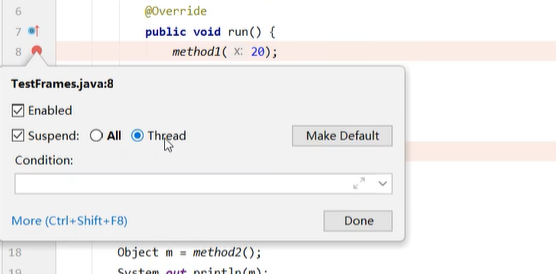 6 @Override
7 public void run() {
8 method1( x: 20);
TestFrames.java:8
Enabled
Suspend: All Thread Make Default
Condition:
More (Ctrl+Shift+F8) Done
18 Object m = method2();
System.out.println(m);